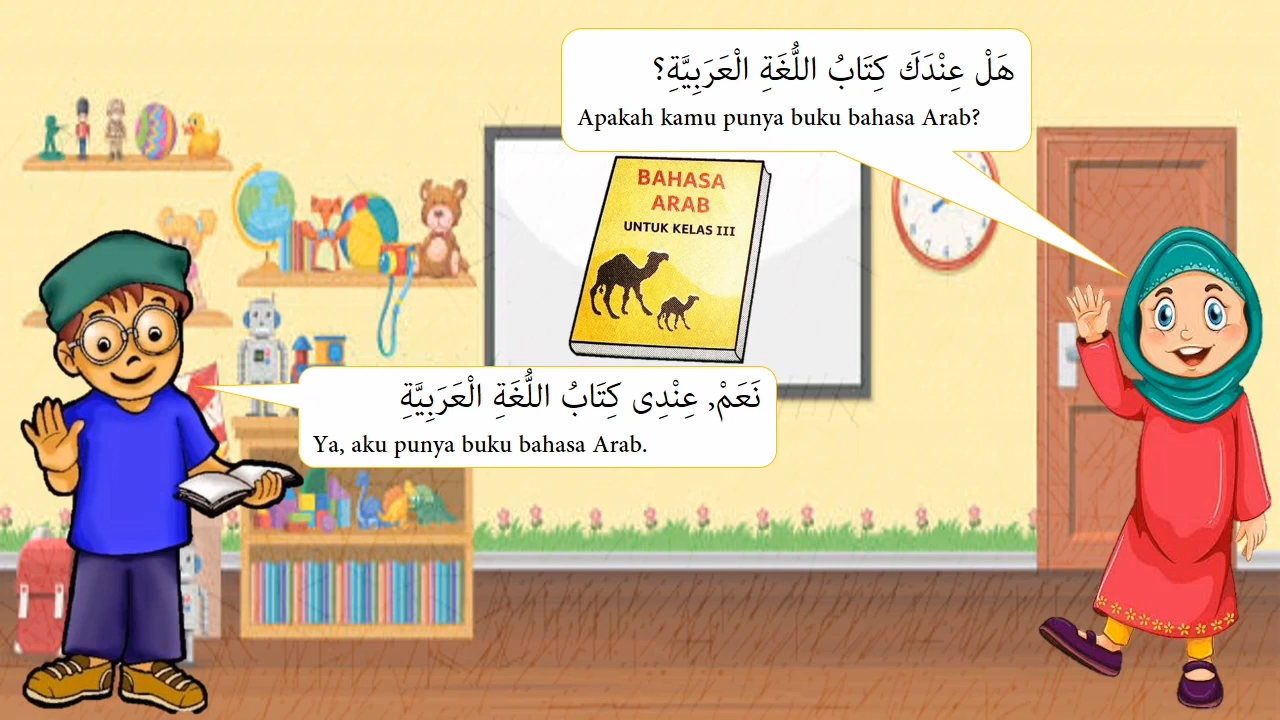 هَلْ عِنْدَكَ كِتَابُ اللُّغَةِ الْعَرَبِيَّةِ؟
Apakah kamu punya buku bahasa Arab?
BAHASA
ARAB
UNTUK KELAS III
نَعَمْ, عِنْدِى كِتَابُ اللُّغَةِ الْعَرَبِيَّةِ
Ya, aku punya buku bahasa Arab.